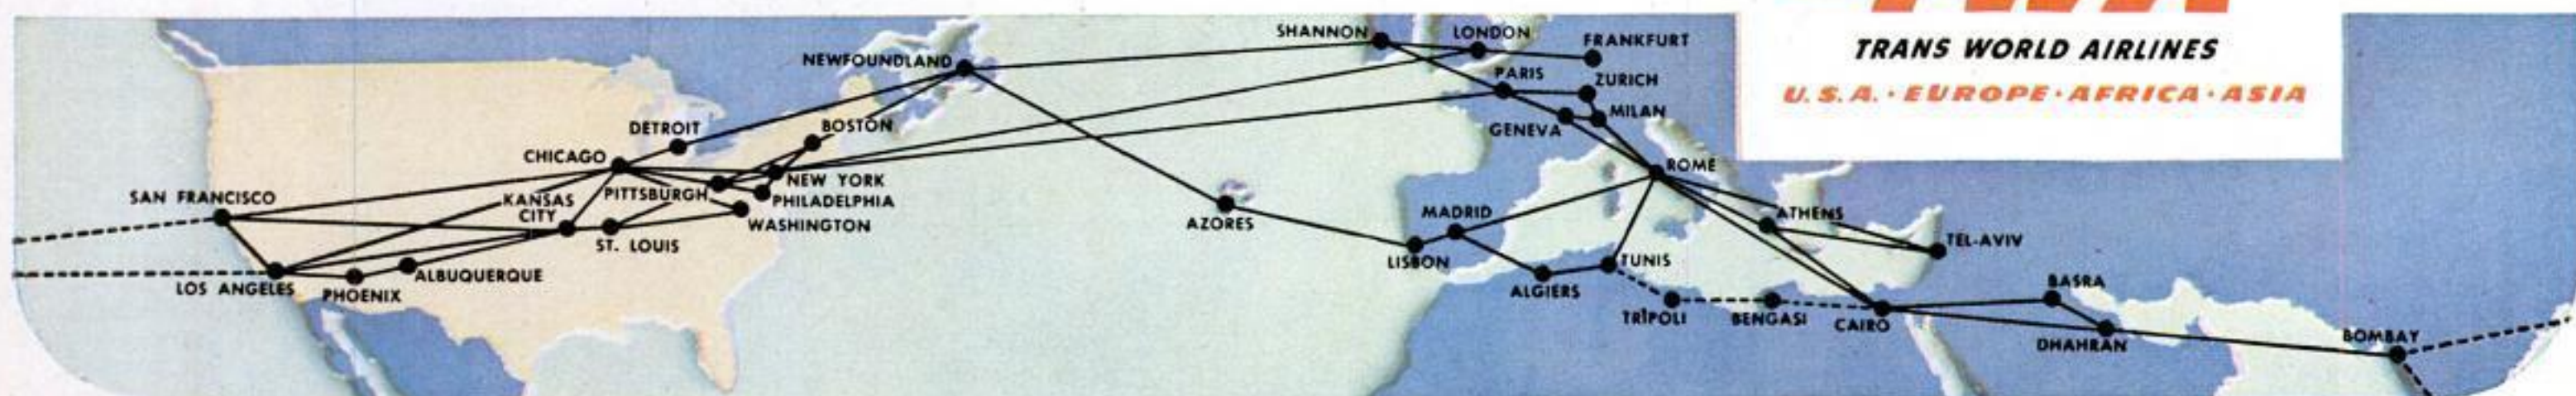 TWA
TRANS WORLD AIRLINES
U.S.A. · EUROPE · AFRICA · ASIA
SHANNON
LONDON
FRANKFURT
NEWFOUNDLAND
PARIS
ZURICH
MILAN
GENEVA
DETROIT
BOSTON
CHICAGO
ROME
NEW YORK
PITTSBURGH
KANSAS
CITY
PHILADELPHIA
SAN FRANCISCO
WASHINGTON
AZORES
MADRID
ATHENS
ST. LOUIS
TEL-AVIV
LISBON
TUNIS
ALBUQUERQUE
LOS ANGELES
PHOENIX
ALGIERS
BASRA
TRIPOLI
BENGASI
CAIRO
DHAHRAN
BOMBAY